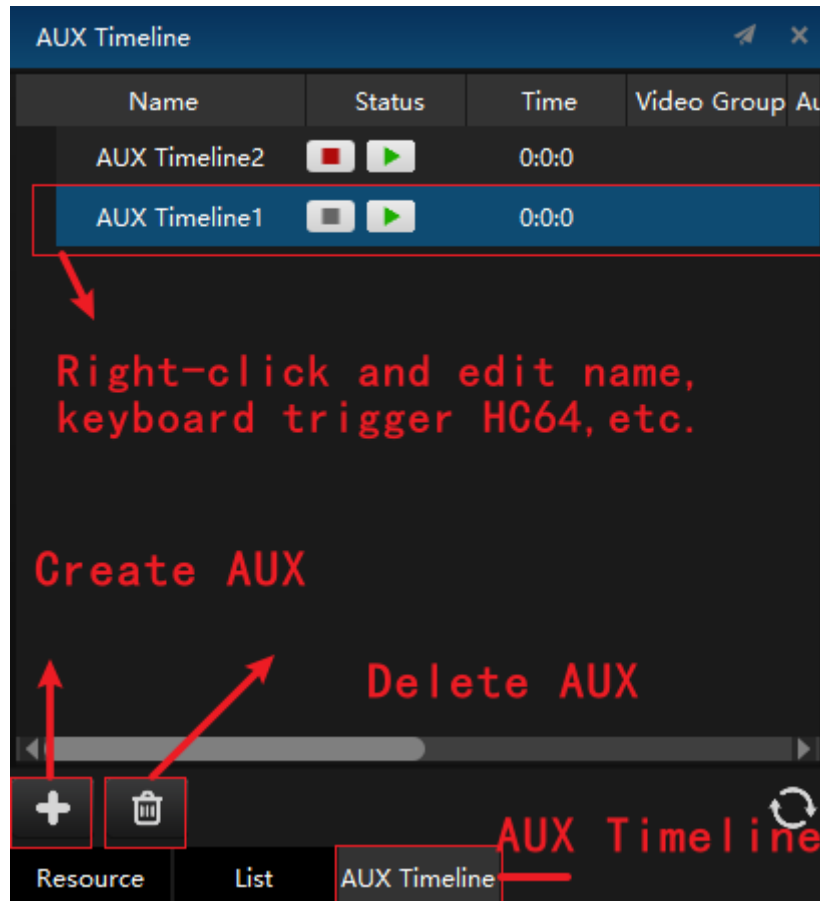 AUX Timeline
Name Status Time Video Group Au
AUX Timeline2 0:0:0
AUX Timeline1 0:0:0
Right-click and edit name,
keyboard trigger HC64, etc.
Create AUX
Delete AUX
AUX Timeline
Resource List AUX Timeline